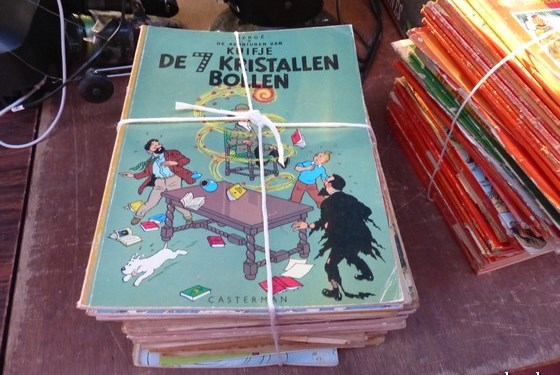 HERGÉ
DE AVONTUREN VAN
KUIFJE
DE 7 KRISTALLEN
BOLLEN
CASTERMAN